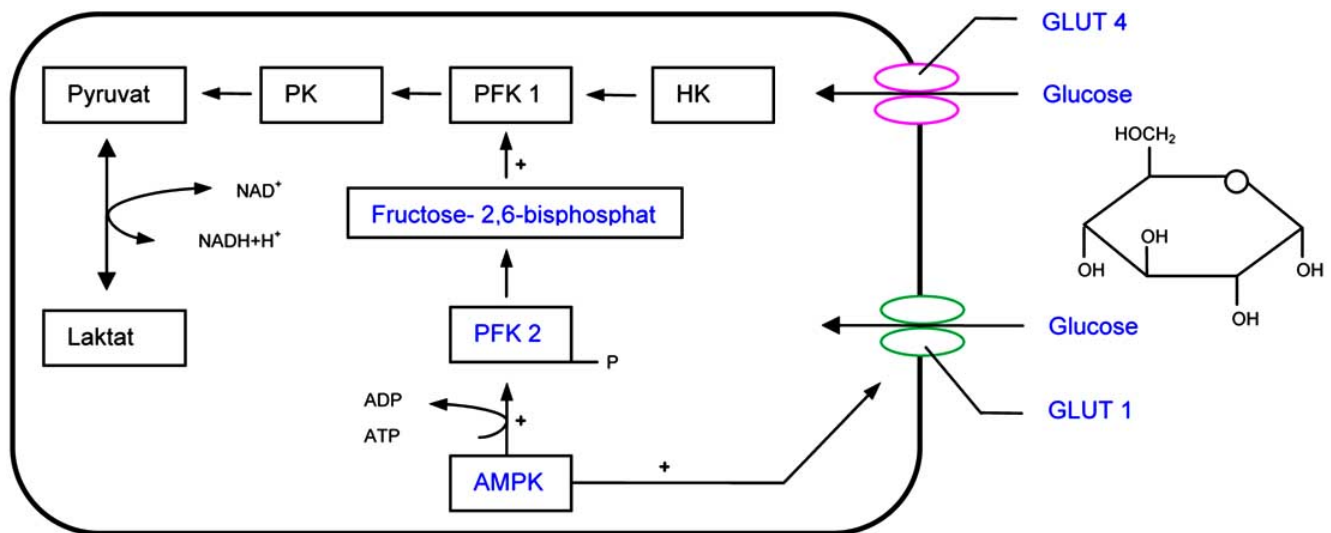 GLUT 4
Pyruvat
PK
PFK 1
HK
Glucose
HOCH₂
NAD⁺
Fructose- 2,6-bisphosphat
NADH+H⁺
OH
OH
OH
OH
Laktat
PFK 2
P
Glucose
ADP
+
ATP
+
AMPK
+
GLUT 1